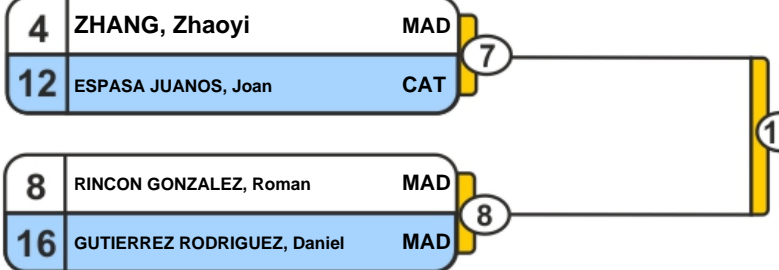 4 ZHANG, Zhaoyi MAD
7
12 ESPASA JUANOS, Joan CAT
8 RINCON GONZALEZ, Roman MAD
8
16 GUTIERREZ RODRIGUEZ, Daniel MAD